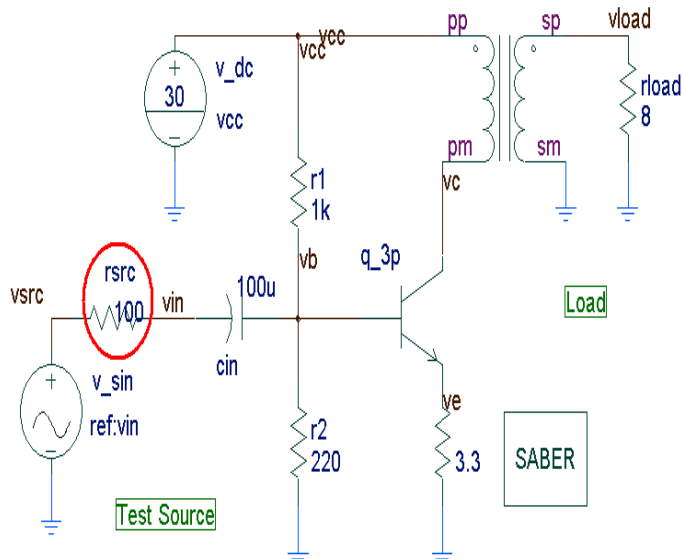 pp
sp
vload
vcc
vcc
v_dc
30
vcc
rload
8
pm
sm
r1
1k
vc
vb
q_3p
rsrc
100
100u
vsrc
vin
Load
cin
v_sin
ref:vin
ve
r2
220
3.3
SABER
Test Source